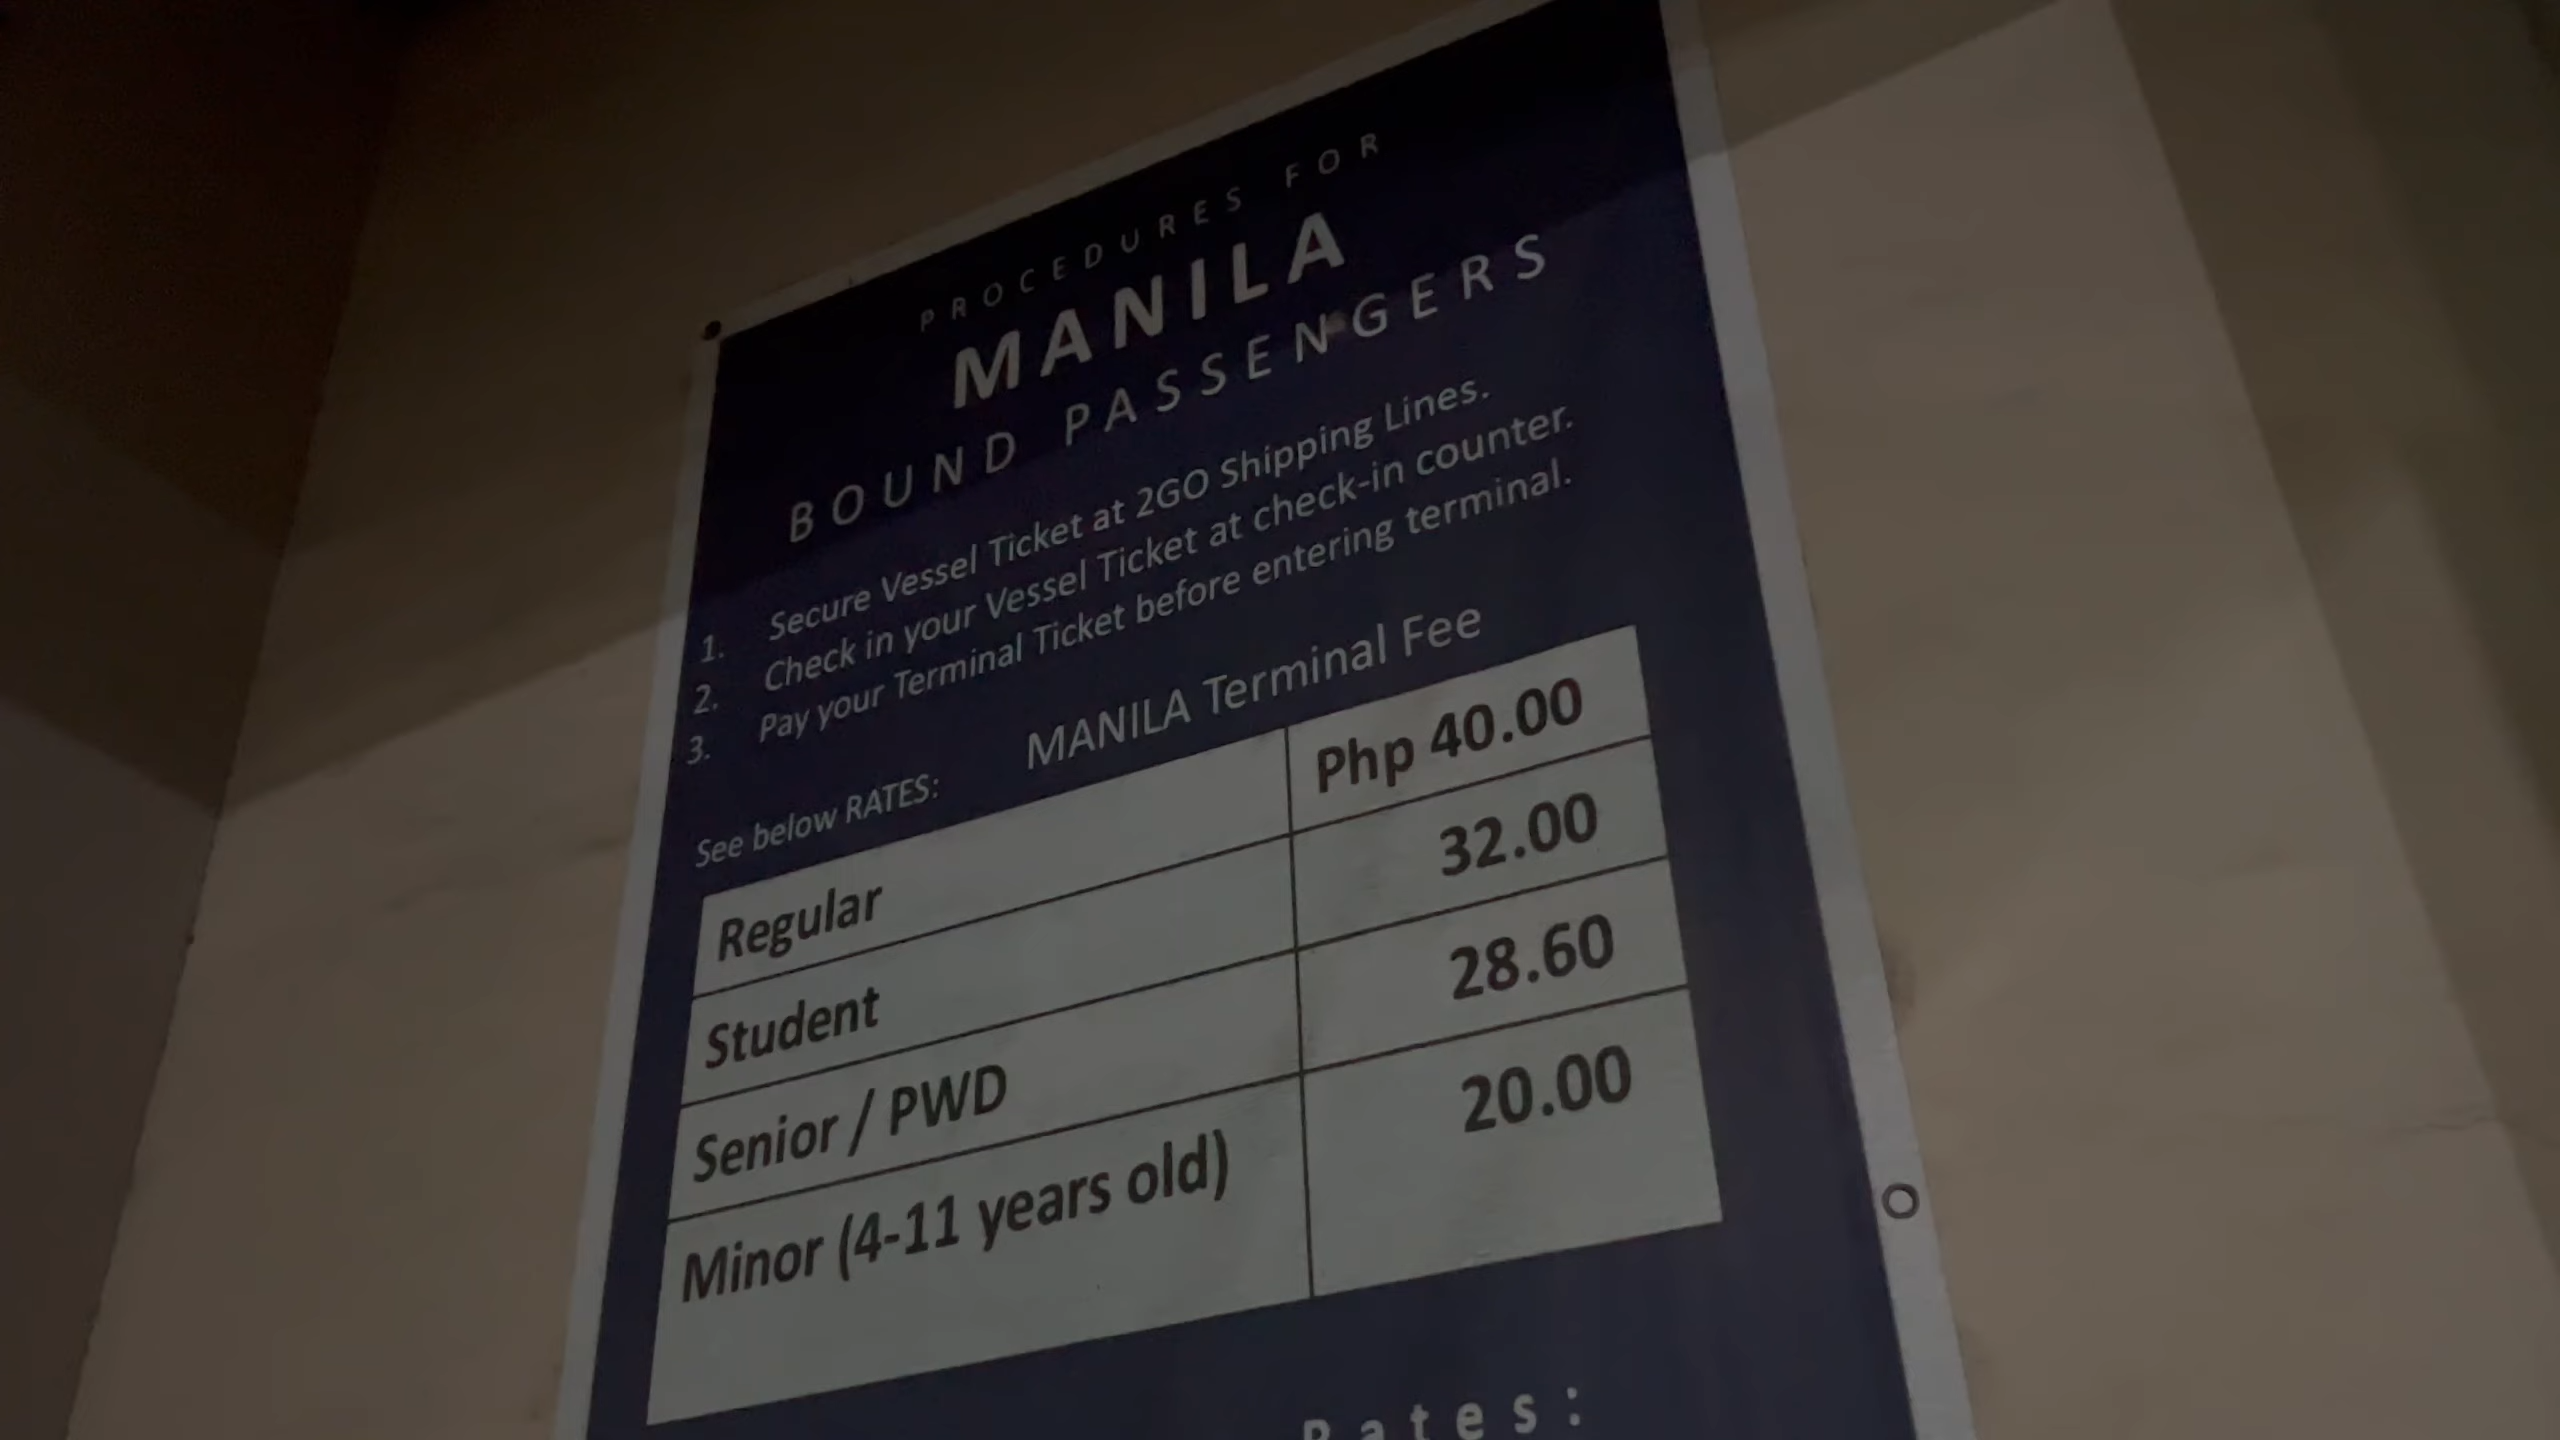 PROCEDURES FOR
MANILA
BOUND PASSENGERS
1. Secure Vessel Ticket at 2GO Shipping Lines.
2. Check in your Vessel Ticket at check-in counter.
3. Pay your Terminal Ticket before entering terminal.
See below RATES: MANILA Terminal Fee
Regular Php 40.00
Student 32.00
Senior / PWD 28.60
Minor (4-11 years old) 20.00
Rates: